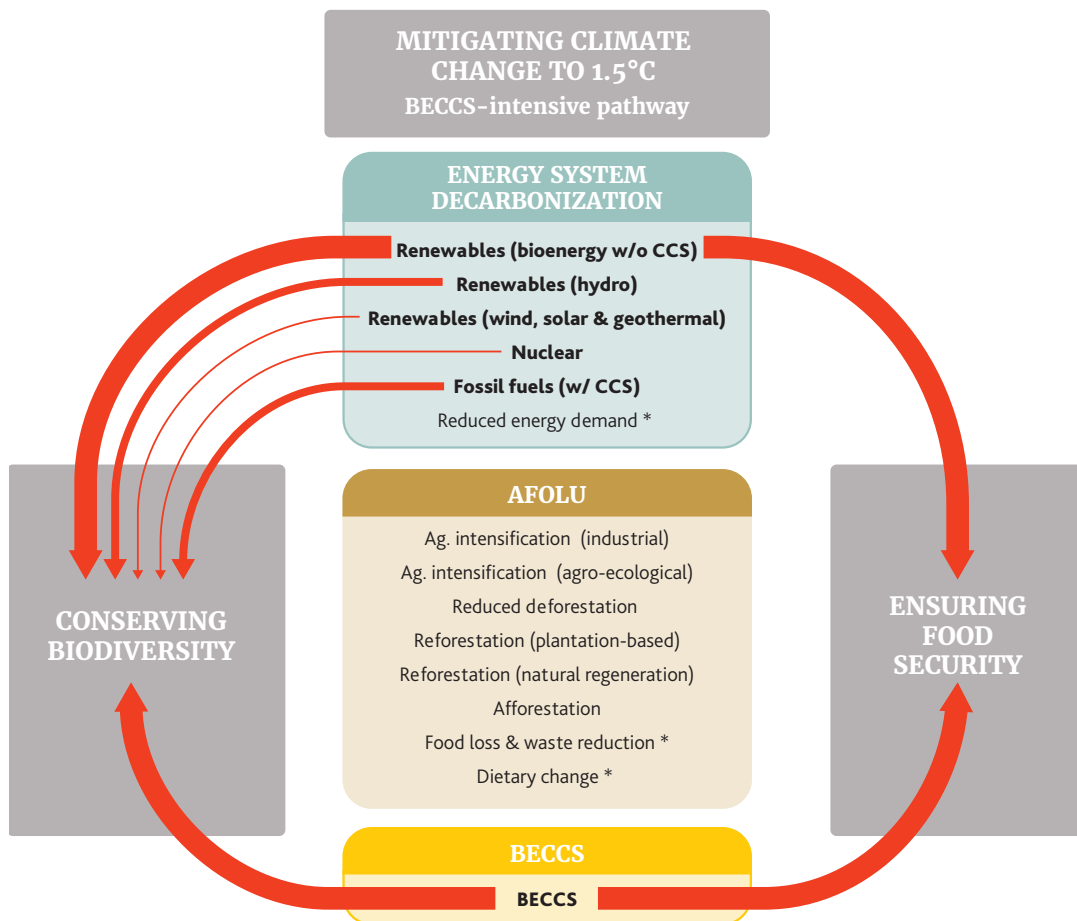 MITIGATING CLIMATE
CHANGE TO 1.5°C
BECCS-intensive pathway
ENERGY SYSTEM
DECARBONIZATION
Renewables (bioenergy w/o CCS)
Renewables (hydro)
Renewables (wind, solar & geothermal)
Nuclear
Fossil fuels (w/ CCS)
Reduced energy demand *
AFOLU
Ag. intensification (industrial)
Ag. intensification (agro-ecological)
Reduced deforestation
Reforestation (plantation-based)
Reforestation (natural regeneration)
Afforestation
Food loss & waste reduction *
Dietary change *
CONSERVING
BIODIVERSITY
ENSURING
FOOD
SECURITY
BECCS
BECCS